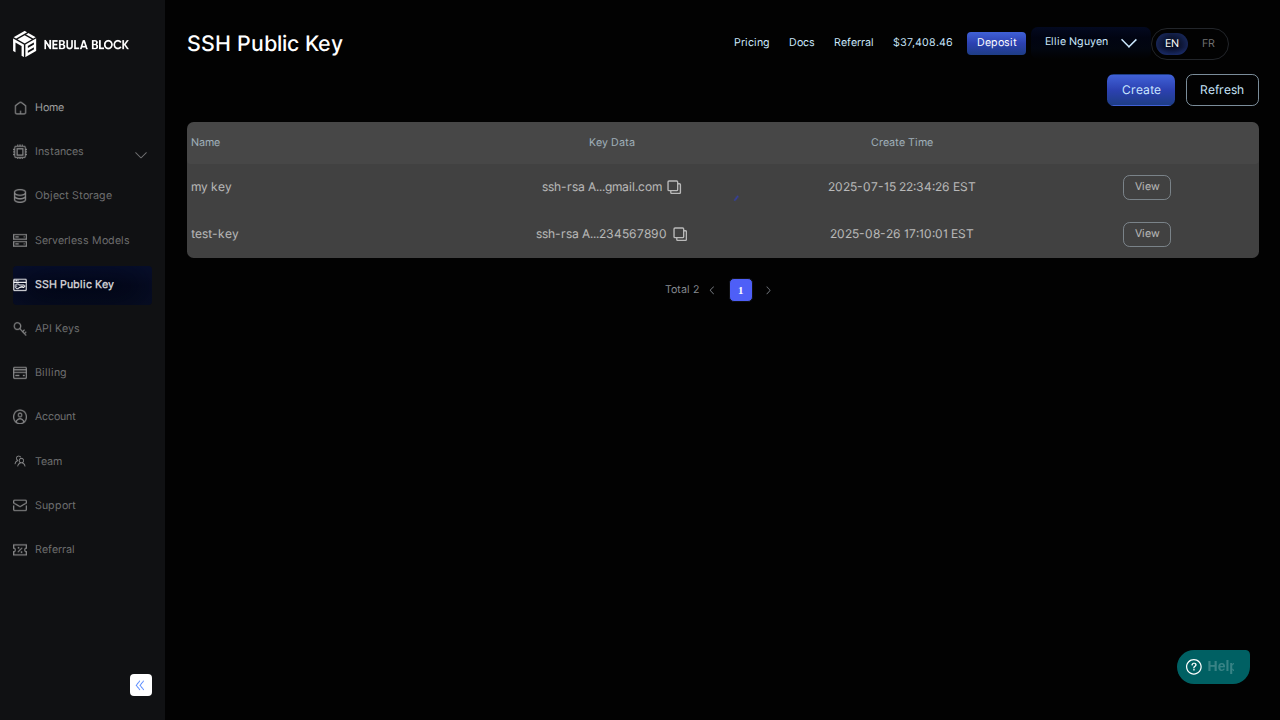 NEBULA BLOCK
Home
Instances
Object Storage
Serverless Models
SSH Public Key
API Keys
Billing
Account
Team
Support
Referral
SSH Public Key
Pricing Docs Referral $37,408.46 Deposit Ellie Nguyen EN FR
Create Refresh
Name Key Data Create Time
my key ssh-rsa A...gmail.com 2025-07-15 22:34:26 EST View
test-key ssh-rsa A...234567890 2025-08-26 17:10:01 EST View
Total 2 1
Help